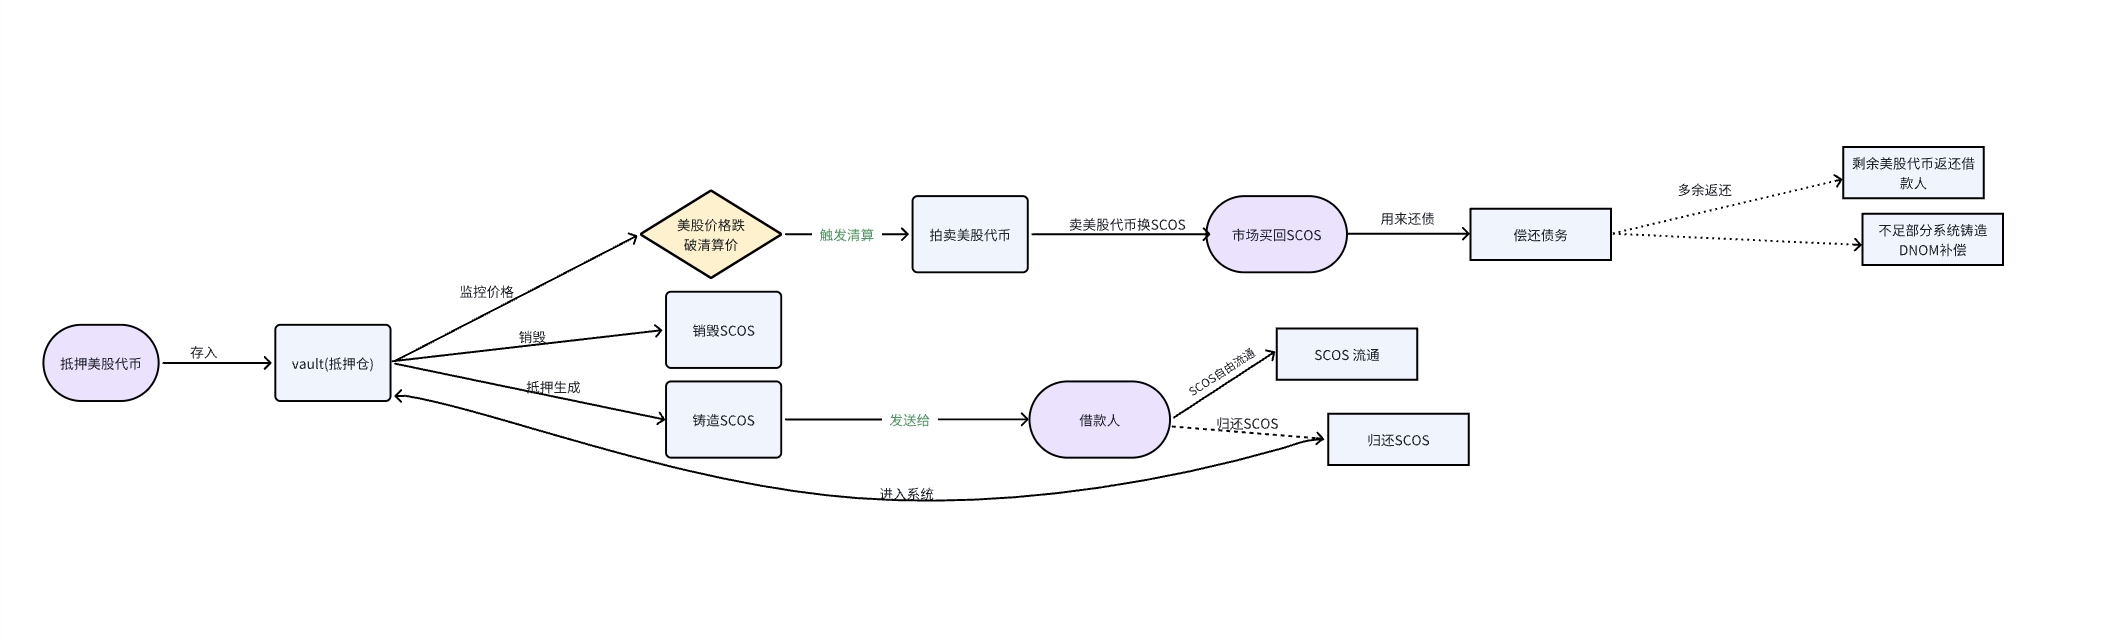 抵押美股代币
存入
vault(抵押仓)
监控价格
美股价格跌
破清算价
触发清算
拍卖美股代币
卖美股代币换SCOS
市场买回SCOS
用来还债
偿还债务
多余返还
剩余美股代币返还借
款人
不足部分系统铸造
DNOM补偿
销毁
销毁SCOS
抵押生成
铸造SCOS
发送给
借款人
SCOS自由流通
SCOS 流通
归还SCOS
归还SCOS
进入系统